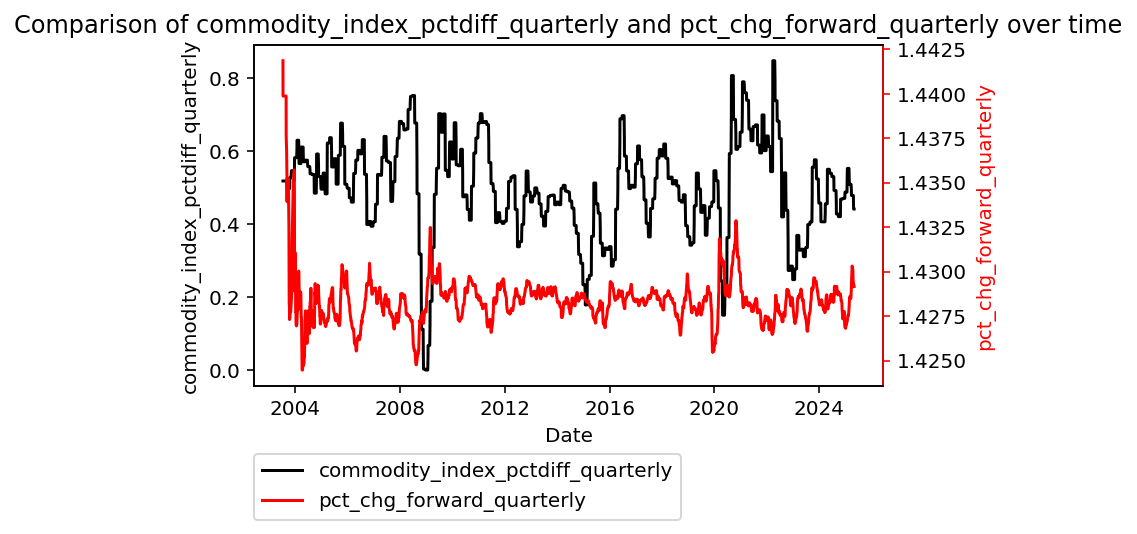 Comparison of commodity_index_pctdiff_quarterly and pct_chg_forward_quarterly over time
commodity_index_pctdiff_quarterly
0.8
0.6
0.4
0.2
0.0
1.4425
1.4400
1.4375
1.4350
1.4325
1.4300
1.4275
1.4250
pct_chg_forward_quarterly
2004 2008 2012 2016 2020 2024
Date
commodity_index_pctdiff_quarterly
pct_chg_forward_quarterly